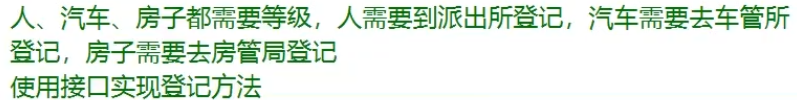 人、汽车、房子都需要等级，人需要到派出所登记，汽车需要去车管所
登记，房子需要去房管局登记
使用接口实现登记方法